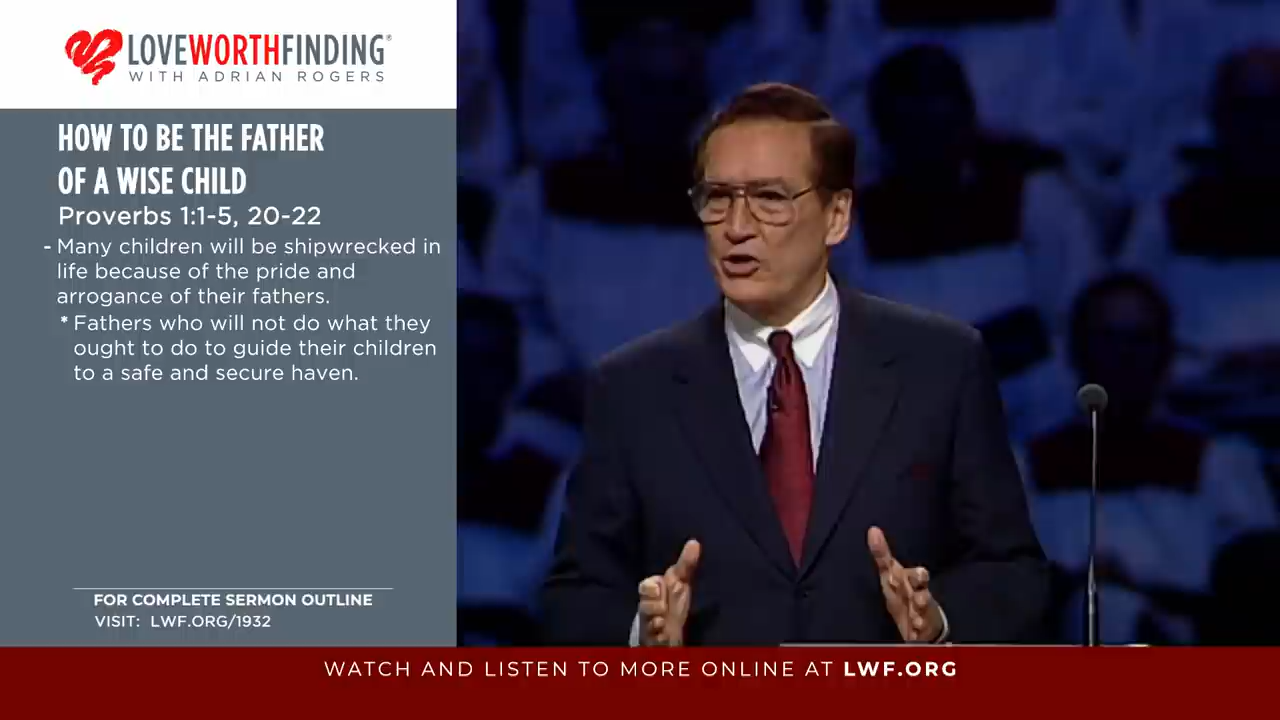 LOVEWORTHFINDING®
WITH ADRIAN ROGERS
HOW TO BE THE FATHER
OF A WISE CHILD
Proverbs 1:1-5, 20-22
- Many children will be shipwrecked in
life because of the pride and
arrogance of their fathers.
* Fathers who will not do what they
ought to do to guide their children
to a safe and secure haven.
FOR COMPLETE SERMON OUTLINE
VISIT: LWF.ORG/1932
WATCH AND LISTEN TO MORE ONLINE AT LWF.ORG